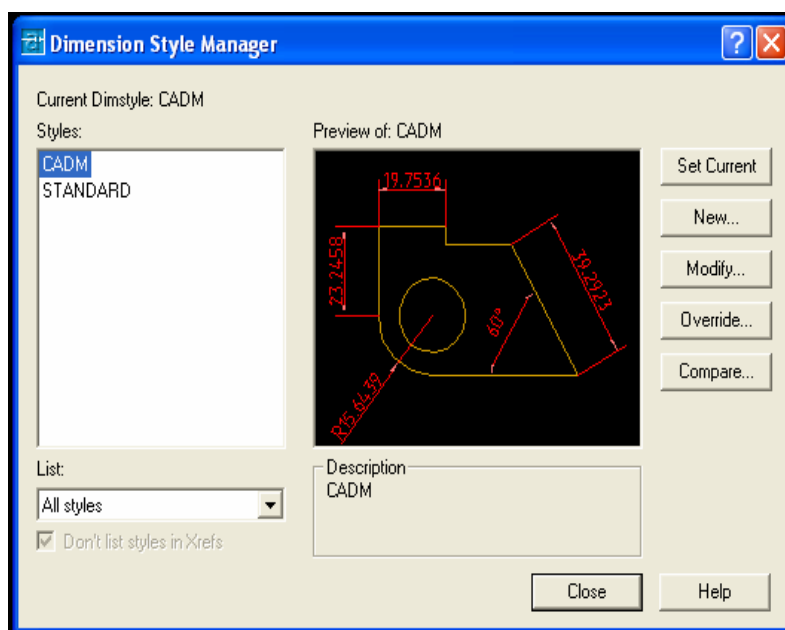 Dimension Style Manager
?
Current Dimstyle: CADM
Styles:
CADM
STANDARD
Preview of: CADM
19.7536
23.2458
39.2923
60°
R15.6439
Set Current
New...
Modify...
Override...
Compare...
List:
All styles
Don't list styles in Xrefs
Description
CADM
Close
Help